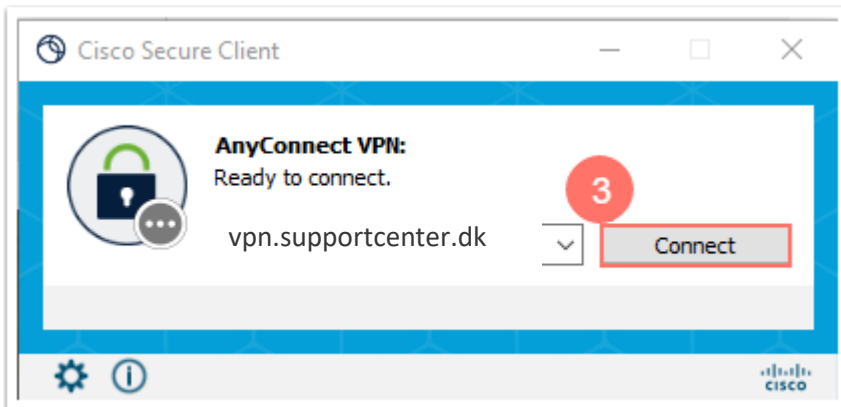 Cisco Secure Client
AnyConnect VPN:
Ready to connect.
3
vpn.supportcenter.dk
Connect
CISCO